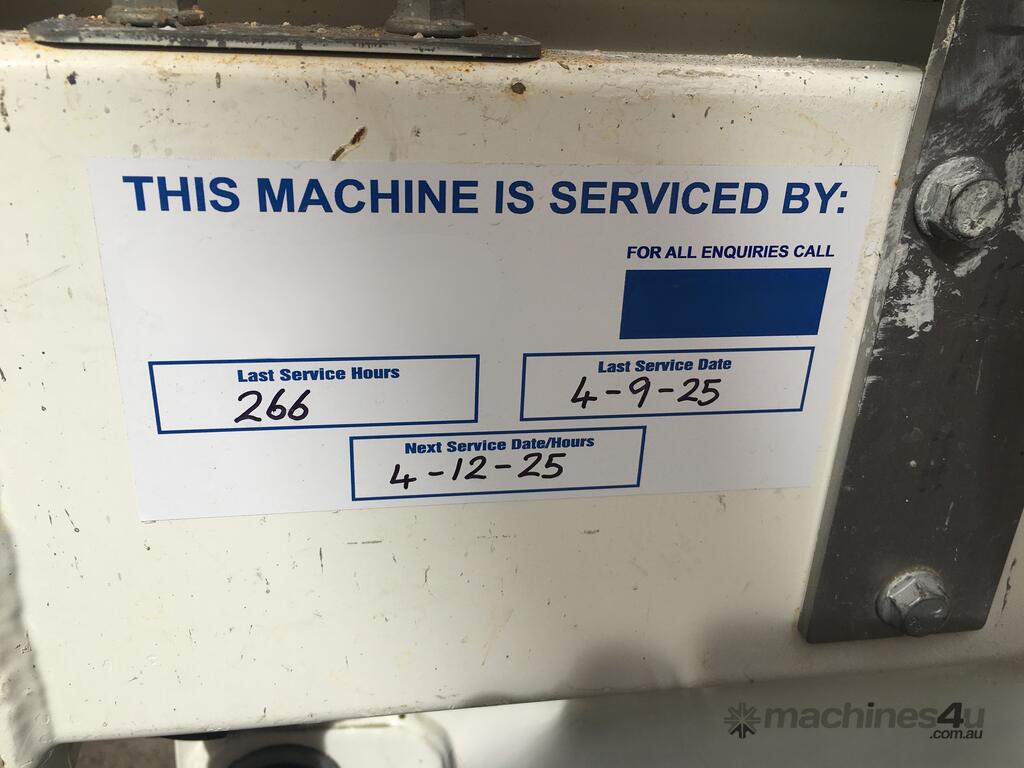 THIS MACHINE IS SERVICED BY:
FOR ALL ENQUIRIES CALL
Last Service Hours
266
Last Service Date
4-9-25
Next Service Date/Hours
4-12-25
machines4u
.com.au